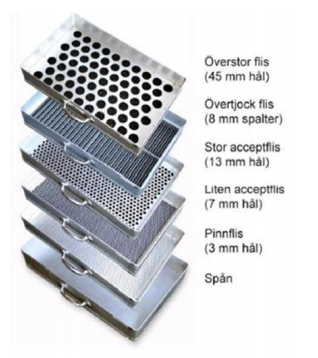 Överstor flis
(45 mm hål)
Övertjock flis
(8 mm spalter)
Stor acceptflis
(13 mm hål)
Liten acceptflis
(7 mm hål)
Pinnflis
(3 mm hål)
Spån